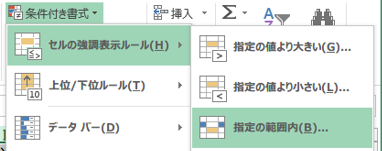 条件付き書式
挿入
セルの強調表示ルール(H)
指定の値より大きい(G)...
上位/下位ルール(T)
10
指定の値より小さい(L)...
データ バー(D)
指定の範囲内(B)...